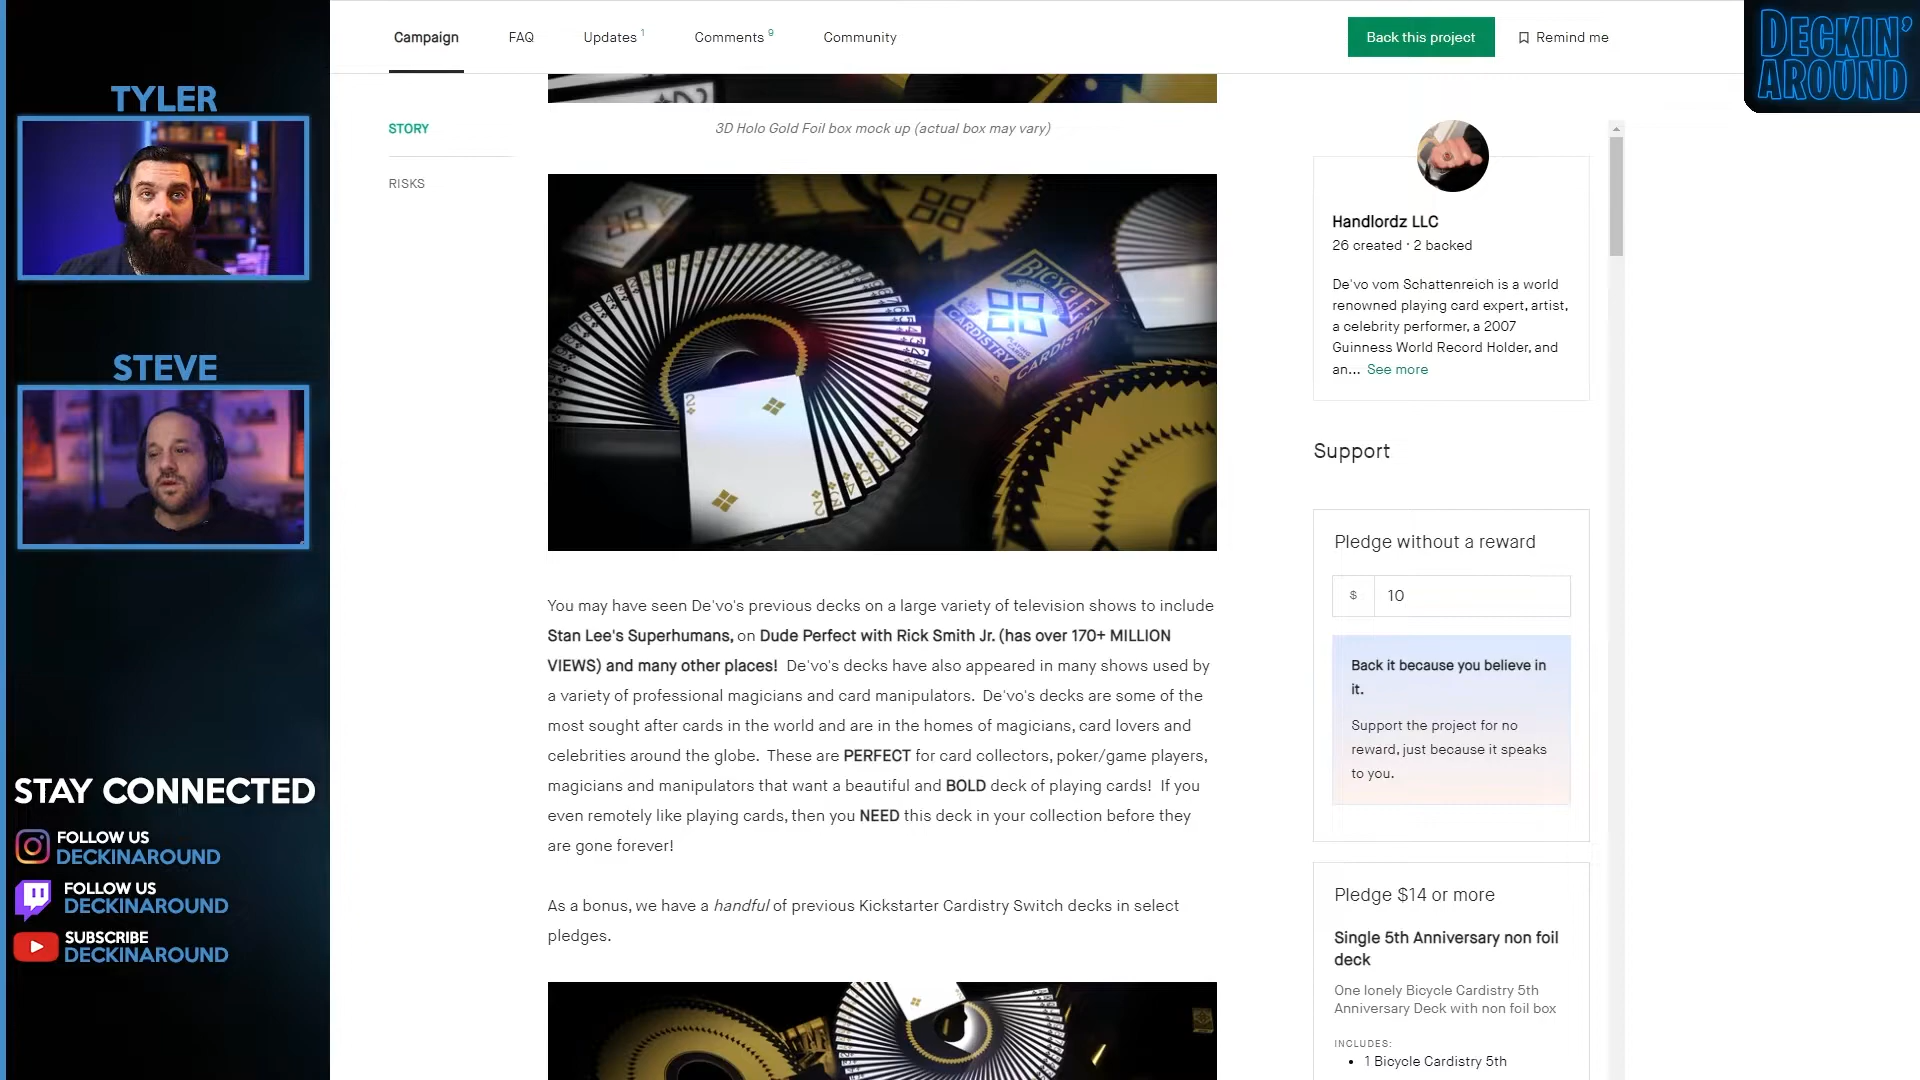 TYLER
STEVE
STAY CONNECTED
FOLLOW US
DECKINAROUND
FOLLOW US
DECKINAROUND
SUBSCRIBE
DECKINAROUND
Campaign
FAQ
Updates 1
Comments 9
Community
Back this project
Remind me
DECKIN'
AROUND
STORY
RISKS
3D Holo Gold Foil box mock up (actual box may vary)
BICYCLE
CARDISTRY
PLAYING
CARDS
CARDISTRY
2
2
You may have seen De'vo's previous decks on a large variety of television shows to include
Stan Lee's Superhumans, on Dude Perfect with Rick Smith Jr. (has over 170+ MILLION
VIEWS) and many other places!  De'vo's decks have also appeared in many shows used by
a variety of professional magicians and card manipulators.  De'vo's decks are some of the
most sought after cards in the world and are in the homes of magicians, card lovers and
celebrities around the globe.  These are PERFECT for card collectors, poker/game players,
magicians and manipulators that want a beautiful and BOLD deck of playing cards!  If you
even remotely like playing cards, then you NEED this deck in your collection before they
are gone forever!
As a bonus, we have a handful of previous Kickstarter Cardistry Switch decks in select
pledges.
Handlordz LLC
26 created · 2 backed
De'vo vom Schattenreich is a world
renowned playing card expert, artist,
a celebrity performer, a 2007
Guinness World Record Holder, and
an... See more
Support
Pledge without a reward
$ 10
Back it because you believe in
it.
Support the project for no
reward, just because it speaks
to you.
Pledge $14 or more
Single 5th Anniversary non foil
deck
One lonely Bicycle Cardistry 5th
Anniversary Deck with non foil box
INCLUDES:
• 1 Bicycle Cardistry 5th